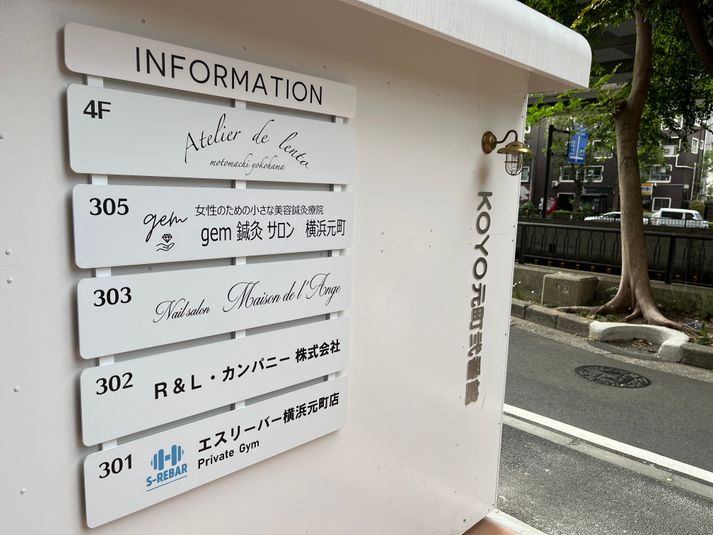 INFORMATION
4F
Atelier de lento
motomachi yokohama
305
gem
女性のための小さな美容鍼灸療院
gem 鍼灸 サロン 横浜元町
303
Nail salon Maison de l'Ange
302
R&L・カンパニー 株式会社
301
S-REBAR
エスリーバー横浜元町店
Private Gym
KOYO元町弐番館